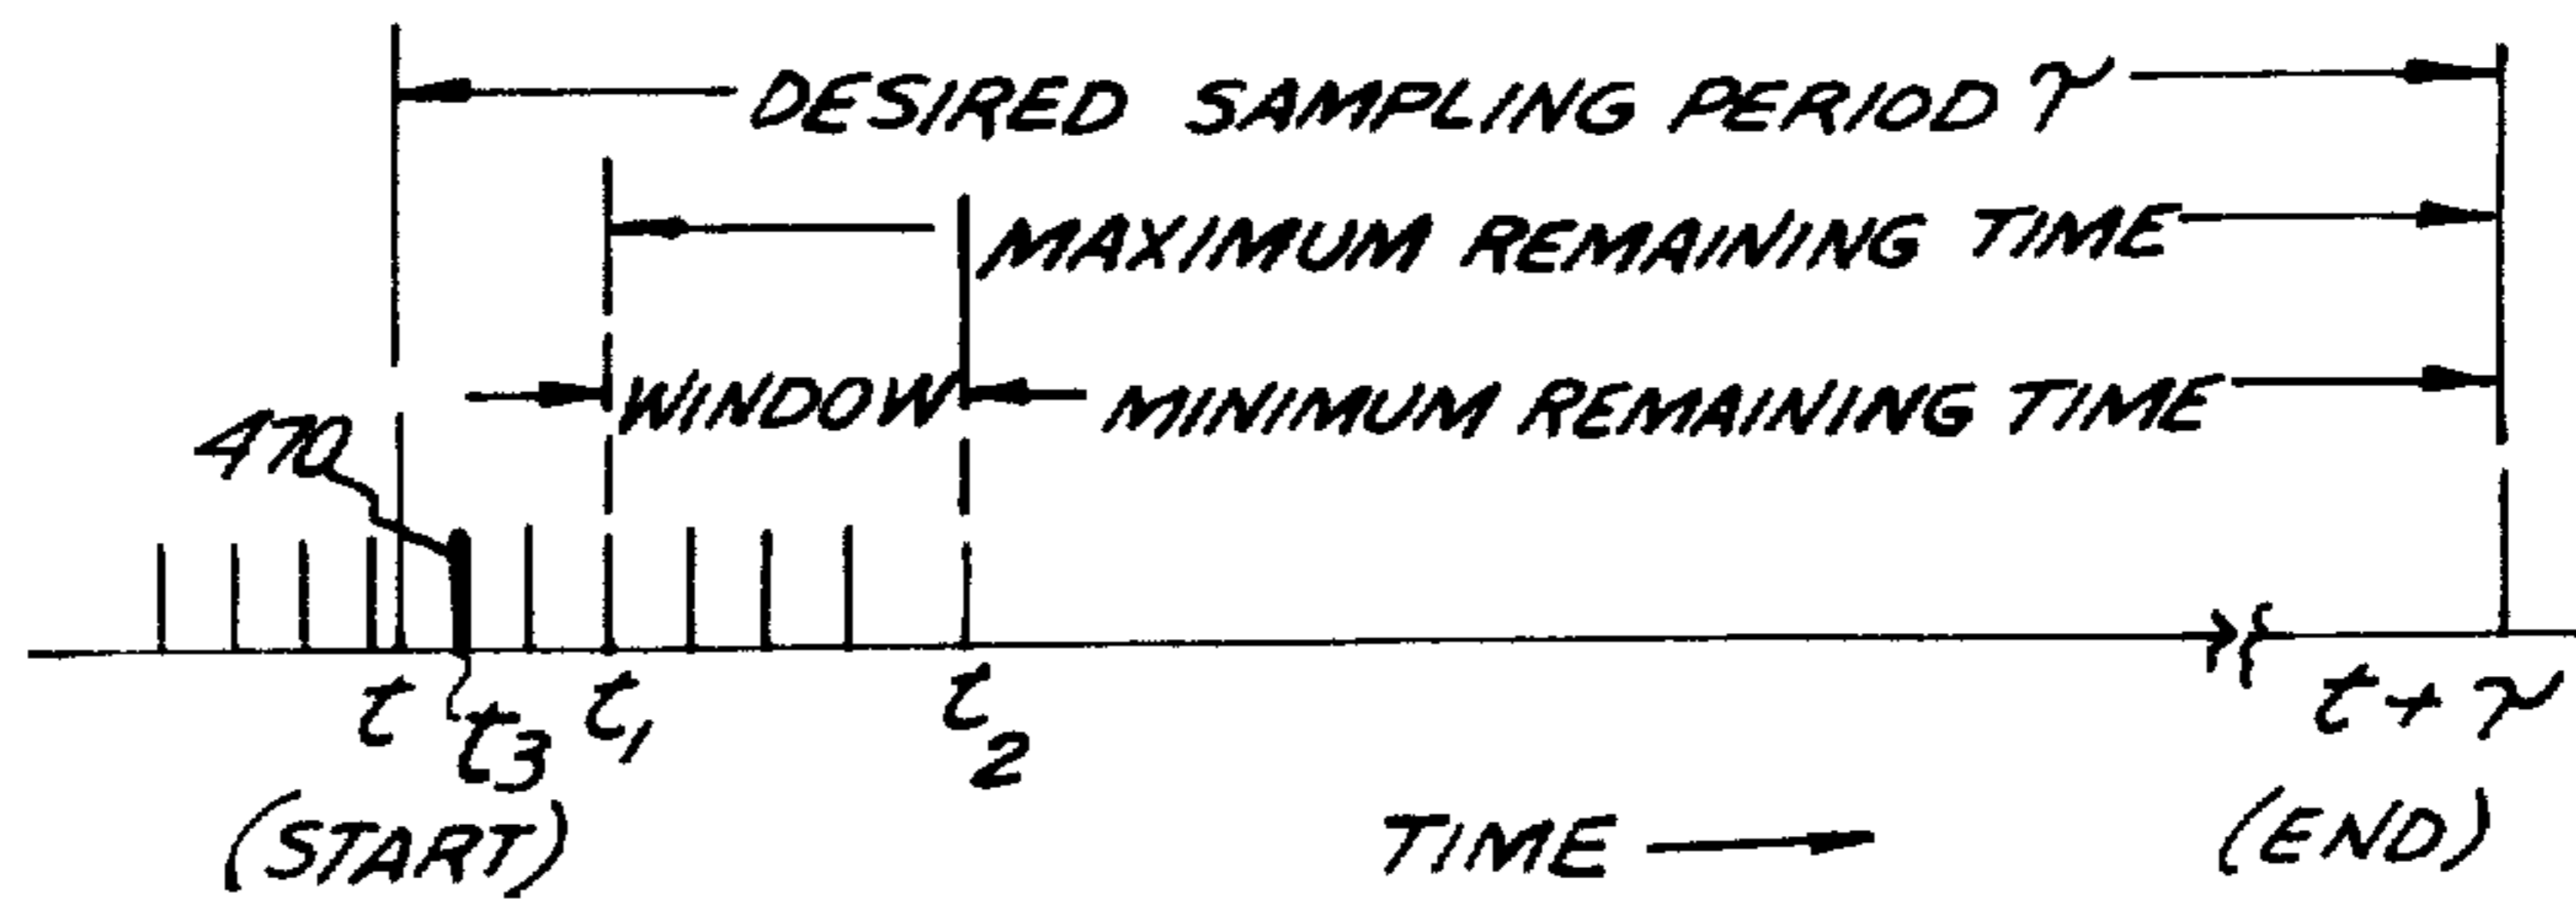 DESIRED SAMPLING PERIOD τ
MAXIMUM REMAINING TIME
WINDOW
MINIMUM REMAINING TIME
470
t
t3
t1
t2
t + τ
(START)
TIME
(END)